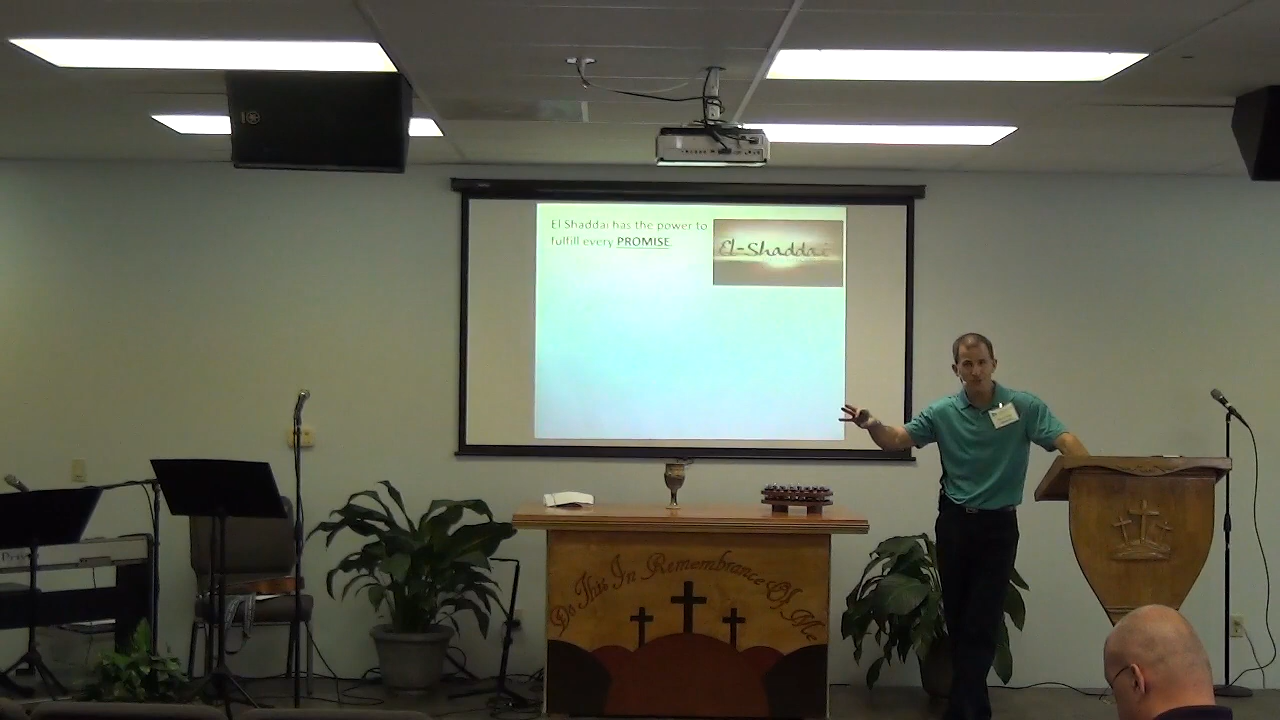 El Shaddai has the power to
fulfill every PROMISE.
El-Shaddai
Do This In Remembrance Of Me